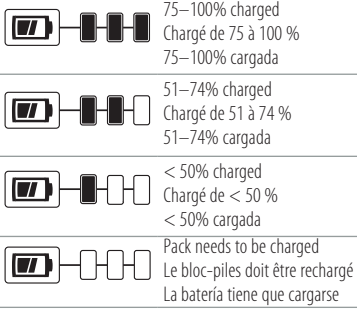 75–100% charged
Chargé de 75 à 100 %
75–100% cargada
51–74% charged
Chargé de 51 à 74 %
51–74% cargada
< 50% charged
Chargé de < 50 %
< 50% cargada
Pack needs to be charged
Le bloc-piles doit être rechargé
La batería tiene que cargarse